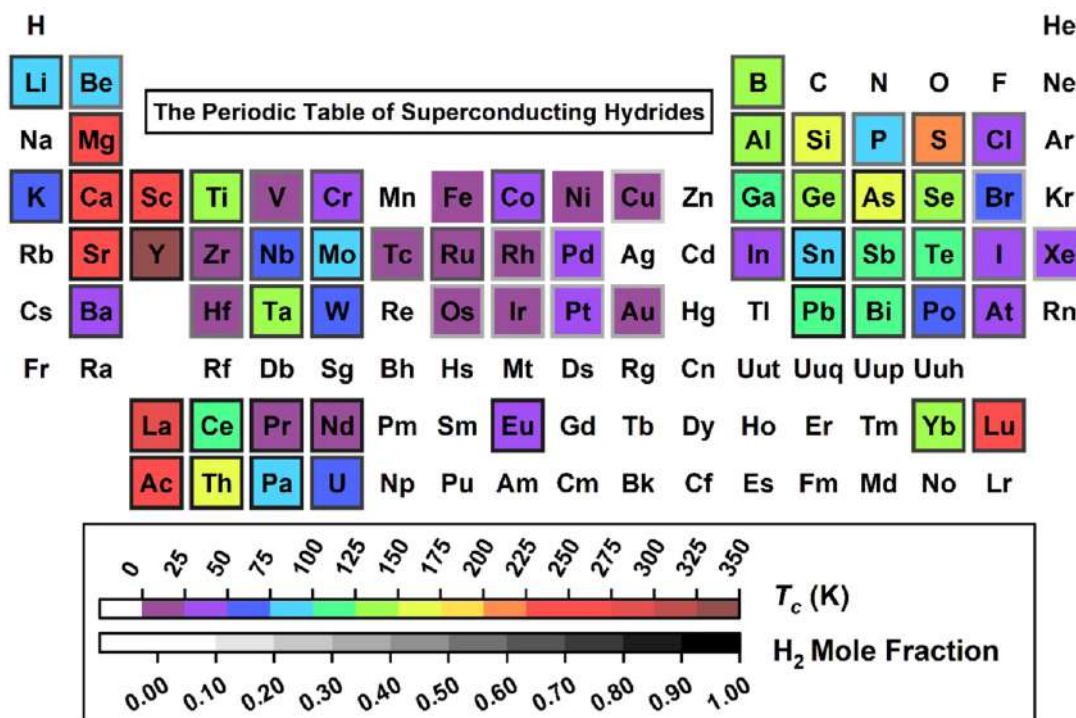 H He
Li Be B C N O F Ne
The Periodic Table of Superconducting Hydrides
Na Mg Al Si P S Cl Ar
K Ca Sc Ti V Cr Mn Fe Co Ni Cu Zn Ga Ge As Se Br Kr
Rb Sr Y Zr Nb Mo Tc Ru Rh Pd Ag Cd In Sn Sb Te I Xe
Cs Ba Hf Ta W Re Os Ir Pt Au Hg Tl Pb Bi Po At Rn
Fr Ra Rf Db Sg Bh Hs Mt Ds Rg Cn Uut Uuq Uup Uuh
La Ce Pr Nd Pm Sm Eu Gd Tb Dy Ho Er Tm Yb Lu
Ac Th Pa U Np Pu Am Cm Bk Cf Es Fm Md No Lr
0 25 50 75 100 125 150 175 200 225 250 275 300 325 350
Tc (K)
H2 Mole Fraction
0.00 0.10 0.20 0.30 0.40 0.50 0.60 0.70 0.80 0.90 1.00